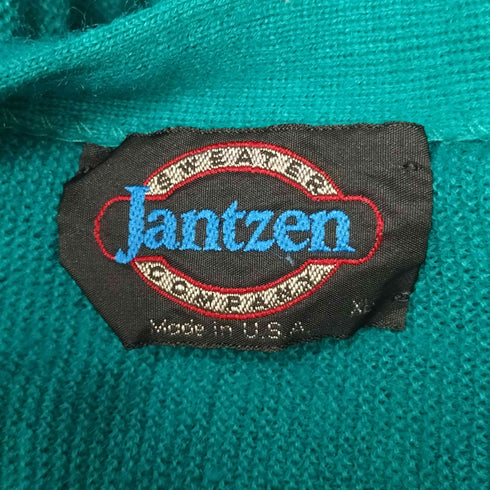 SWEATER
Jantzen
COMPANY
Made in U.S.A.